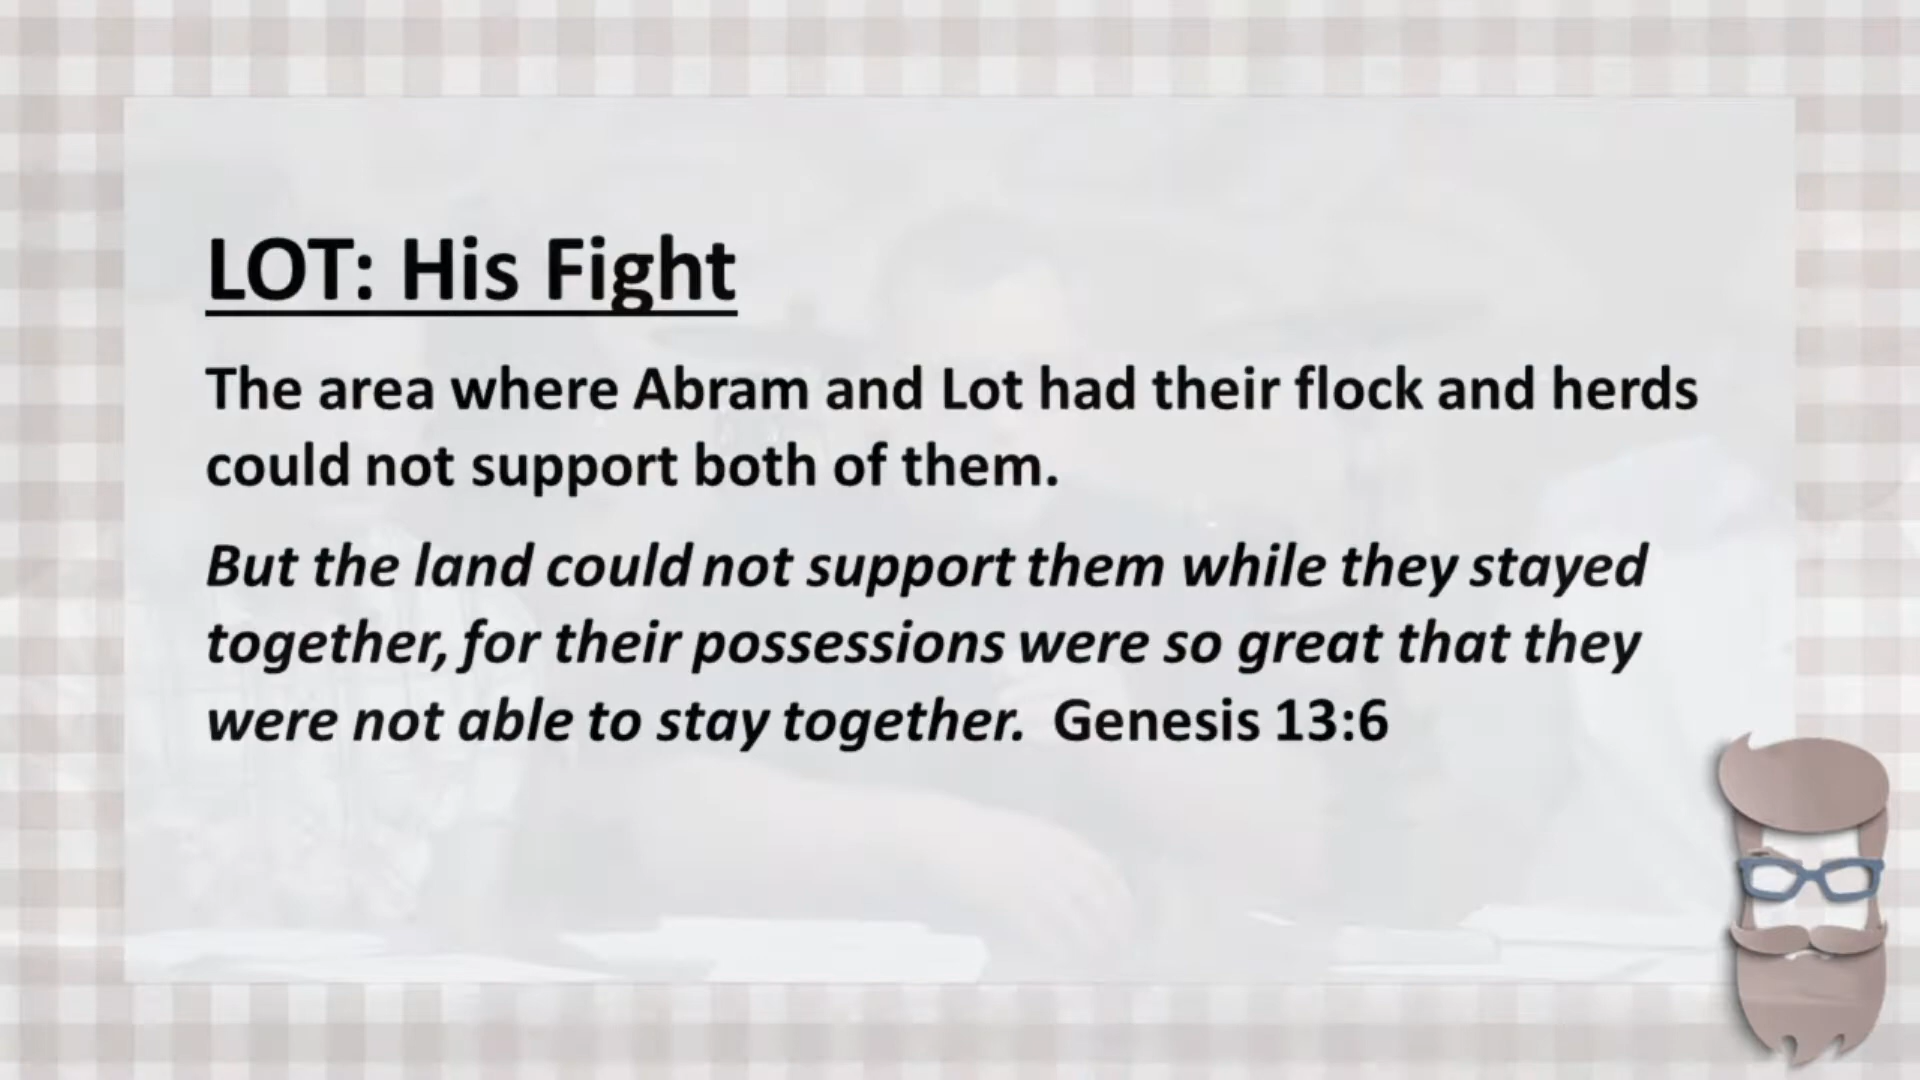 LOT: His Fight
The area where Abram and Lot had their flock and herds
could not support both of them.
But the land could not support them while they stayed
together, for their possessions were so great that they
were not able to stay together. Genesis 13:6